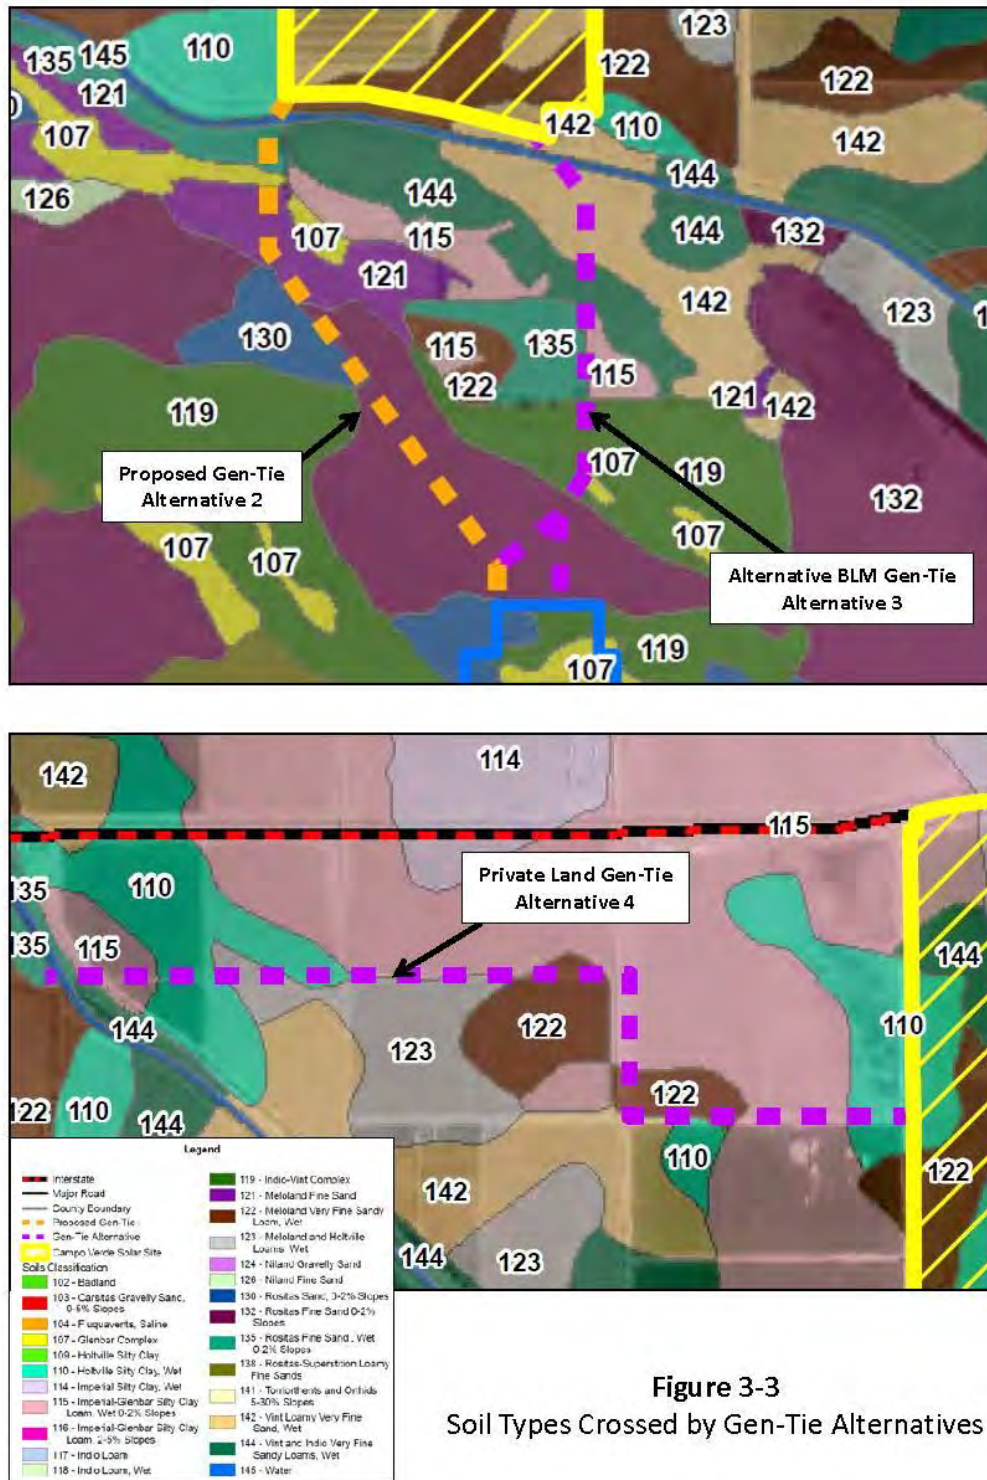 123
110
135
145
122
122
121
142
110
107
142
144
144
126
144
132
107
115
121
142
123
130
115
135
122
115
121
142
119
107
119
Proposed Gen-Tie
Alternative 2
132
107
107
107
Alternative BLM Gen-Tie
Alternative 3
119
107
142
114
115
110
Private Land Gen-Tie
Alternative 4
135
115
135
144
144
110
122
123
122
110
122
144
110
122
142
144
123
Legend
Interstate
Major Road
County Boundary
Proposed Gen-Tie
Gen-Tie Alternative
Campo Verde Solar Site
Soils Classification
102 - Badland
103 - Carsitas Gravelly Sand,
0-5% Slopes
104 - Fluquavents, Saline
107 - Glenbar Complex
109 - Holtville Silty Clay
110 - Holtville Silty Clay, Wet
114 - Imperial Silty Clay, Wet
115 - Imperial-Glenbar Silty Clay
Loam, Wet 0-2% Slopes
116 - Imperial-Glenbar Silty Clay
Loam, 2-5% Slopes
117 - Indio Loam
118 - Indio Loam, Wet
119 - Indio-Vint Complex
121 - Meloland Fine Sand
122 - Meloland Very Fine Sandy
Loam, Wet
123 - Meloland and Holtville
Loams, Wet
124 - Niland Gravelly Sand
126 - Niland Fine Sand
130 - Rositas Sand, 0-2% Slopes
132 - Rositas Fine Sand 0-2%
Slopes
135 - Rositas Fine Sand, Wet
0-2% Slopes
138 - Rositas-Superstition Loamy
Fine Sands
141 - Torriorthents and Orthids
5-30% Slopes
142 - Vint Loamy Very Fine
Sand, Wet
144 - Vint and Indio Very Fine
Sandy Loams, Wet
145 - Water
Figure 3-3
Soil Types Crossed by Gen-Tie Alternatives